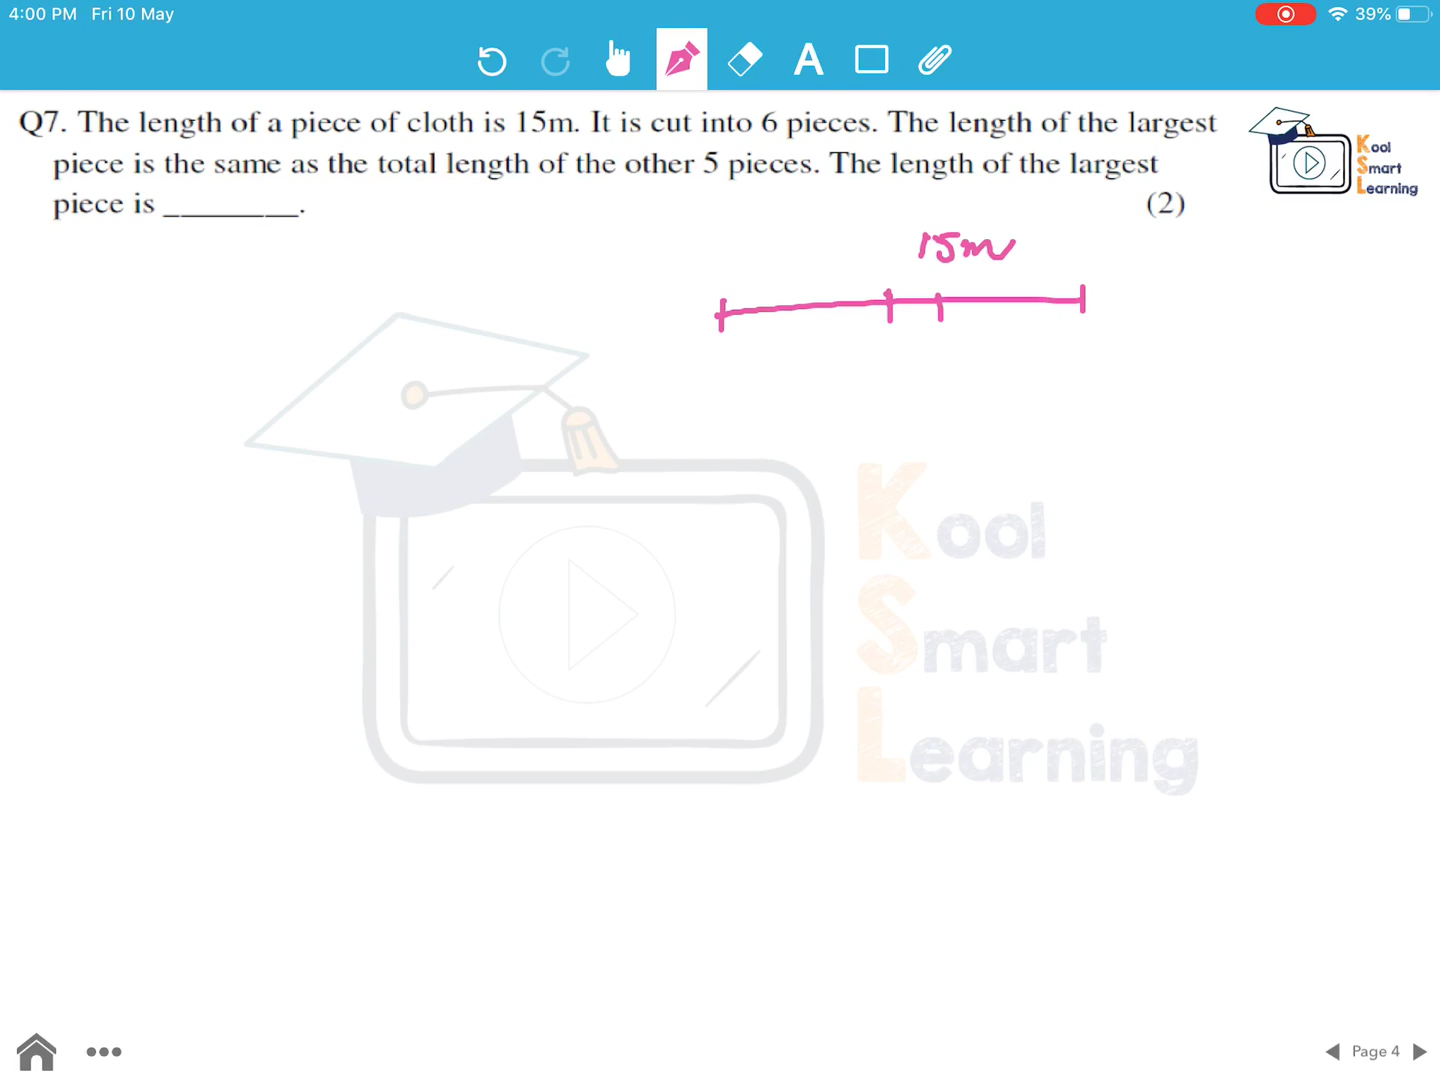 4:00 PM Fri 10 May
39%
A
Q7. The length of a piece of cloth is 15m. It is cut into 6 pieces. The length of the largest
piece is the same as the total length of the other 5 pieces. The length of the largest
piece is ________. (2)
Kool
Smart
Learning
15m
Kool
Smart
Learning
Page 4